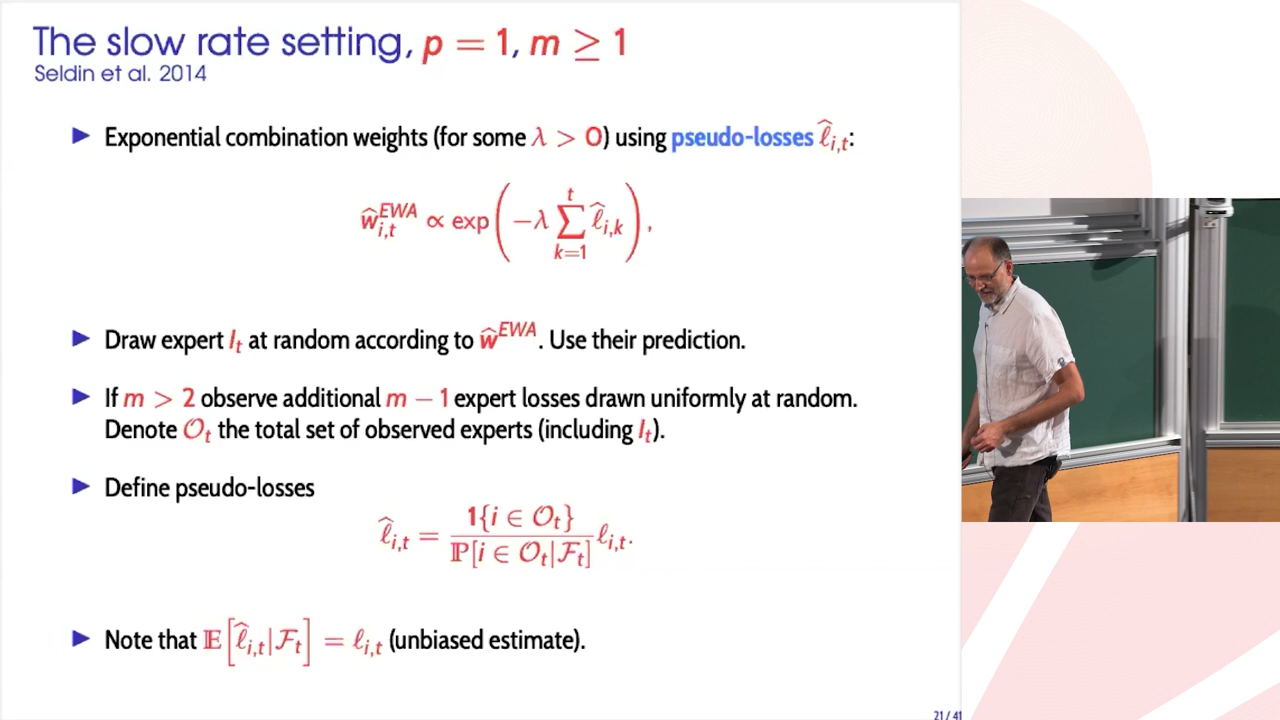 The slow rate setting, p = 1, m ≥ 1
Seldin et al. 2014
▶ Exponential combination weights (for some λ > 0) using pseudo-losses ℓ̂_{i,t}:
ŵ_{i,t}^{EWA} ∝ exp(−λ ∑_{k=1}^{t} ℓ̂_{i,k}),
▶ Draw expert I_t at random according to ŵ^{EWA}. Use their prediction.
▶ If m > 2 observe additional m − 1 expert losses drawn uniformly at random.
Denote 𝒪_t the total set of observed experts (including I_t).
▶ Define pseudo-losses
ℓ̂_{i,t} = 1{i ∈ 𝒪_t} / ℙ[i ∈ 𝒪_t|ℱ_t] ℓ_{i,t}.
▶ Note that 𝔼[ℓ̂_{i,t}|ℱ_t] = ℓ_{i,t} (unbiased estimate).
21 / 41